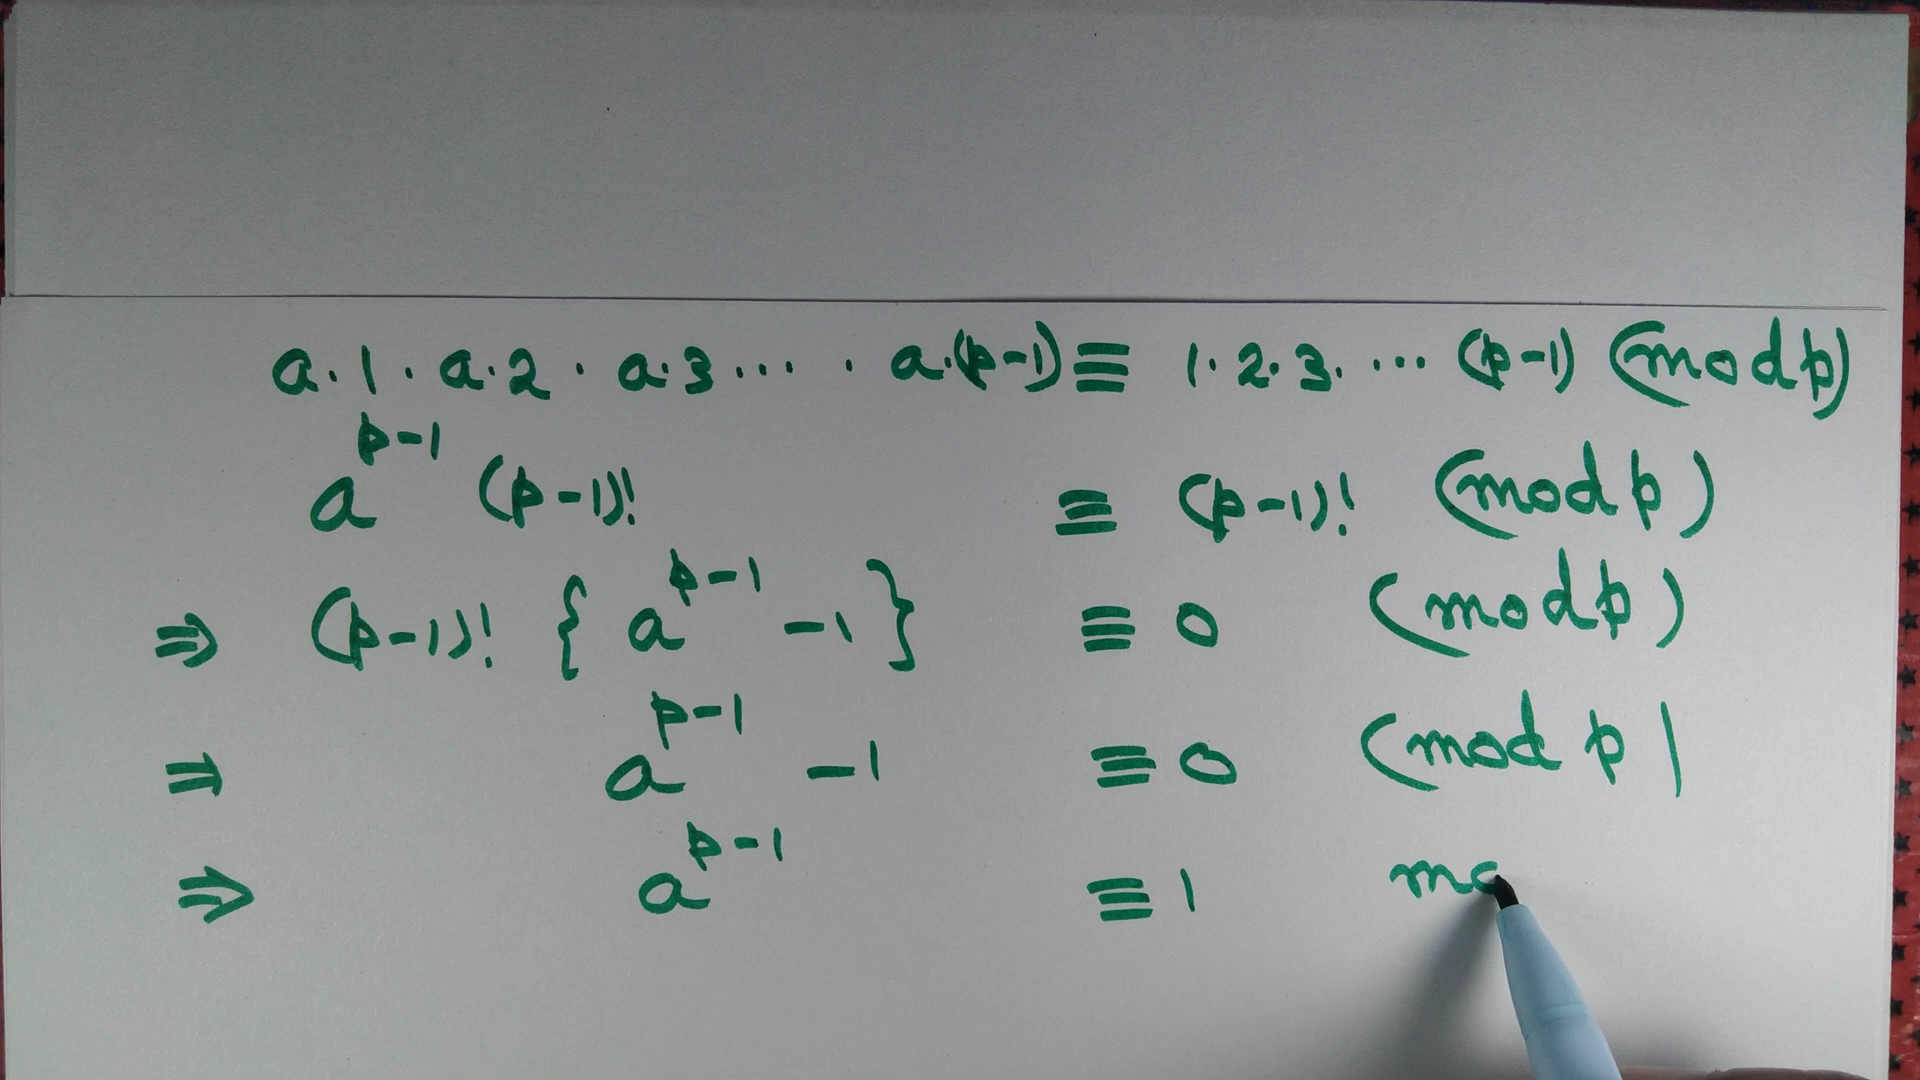 a.1 . a.2 . a.3 ... . a.(p-1) ≡ 1.2.3. ... (p-1) (mod p)
a^{p-1} (p-1)! ≡ (p-1)! (mod p)
⇒ (p-1)! { a^{p-1} - 1 } ≡ 0 (mod p)
⇒ a^{p-1} - 1 ≡ 0 (mod p)
⇒ a^{p-1} ≡ 1 mo